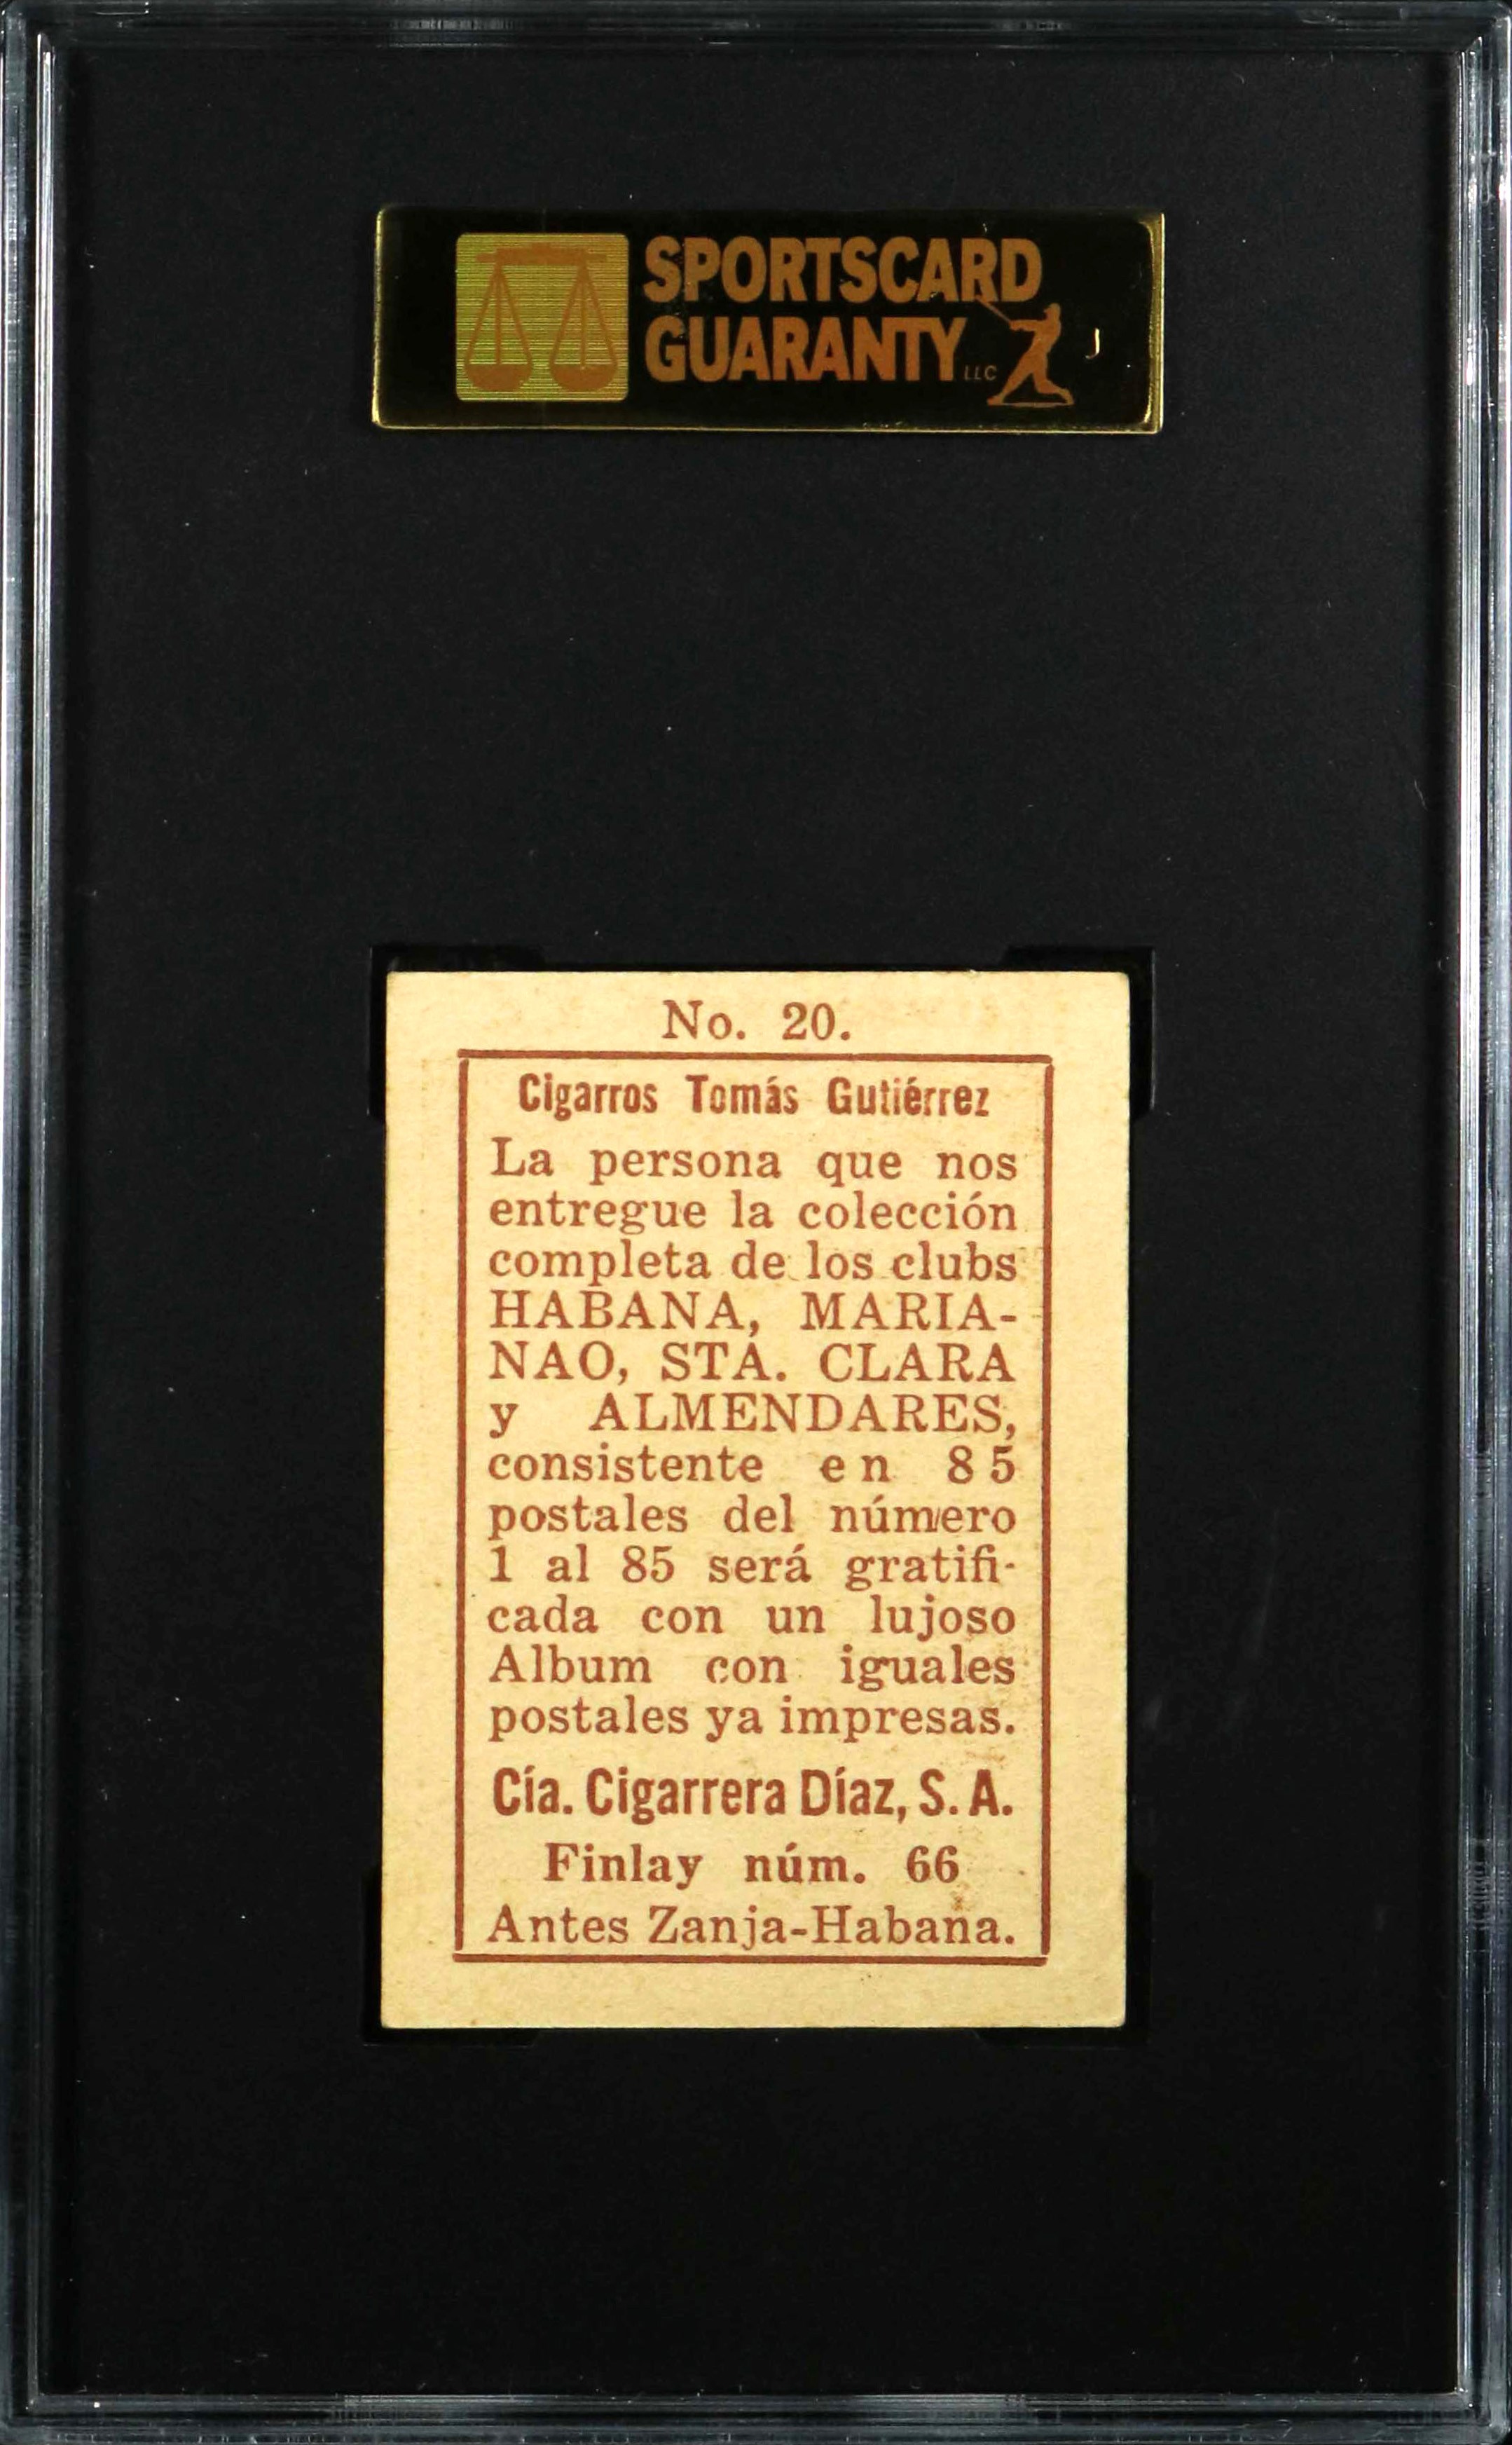 SPORTSCARD
GUARANTY LLC
No. 20.
Cigarros Tomás Gutiérrez
La persona que nos
entregue la colección
completa de los clubs
HABANA, MARIA-
NAO, STA. CLARA
y ALMENDARES,
consistente en 85
postales del número
1 al 85 será gratifi-
cada con un lujoso
Album con iguales
postales ya impresas.
Cía. Cigarrera Díaz, S. A.
Finlay núm. 66
Antes Zanja-Habana.